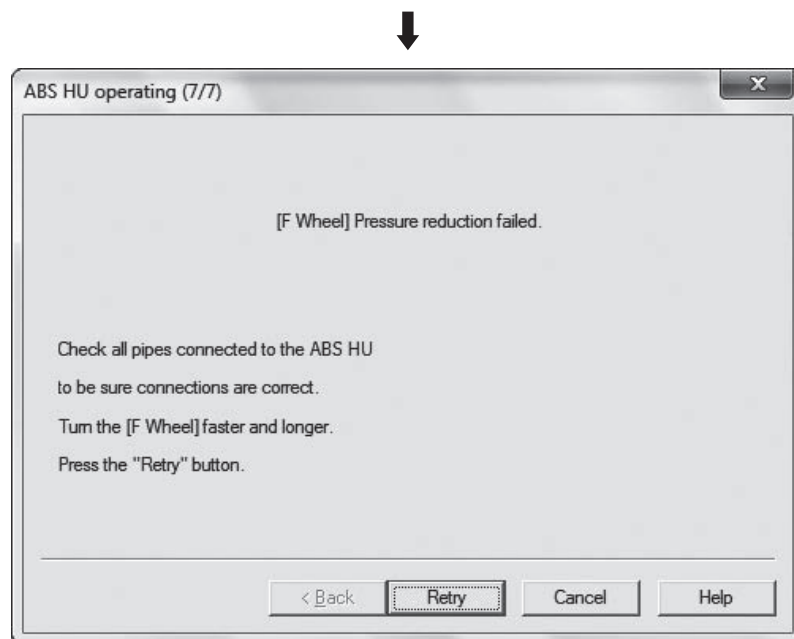 ABS HU operating (7/7)
[F Wheel] Pressure reduction failed.
Check all pipes connected to the ABS HU
to be sure connections are correct.
Turn the [F Wheel] faster and longer.
Press the "Retry" button.
< Back Retry Cancel Help